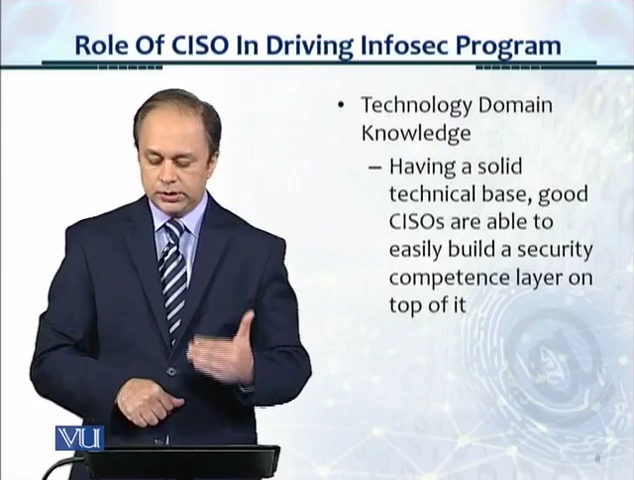 Role Of CISO In Driving Infosec Program
• Technology Domain
Knowledge
– Having a solid
technical base, good
CISOs are able to
easily build a security
competence layer on
top of it
VU
8